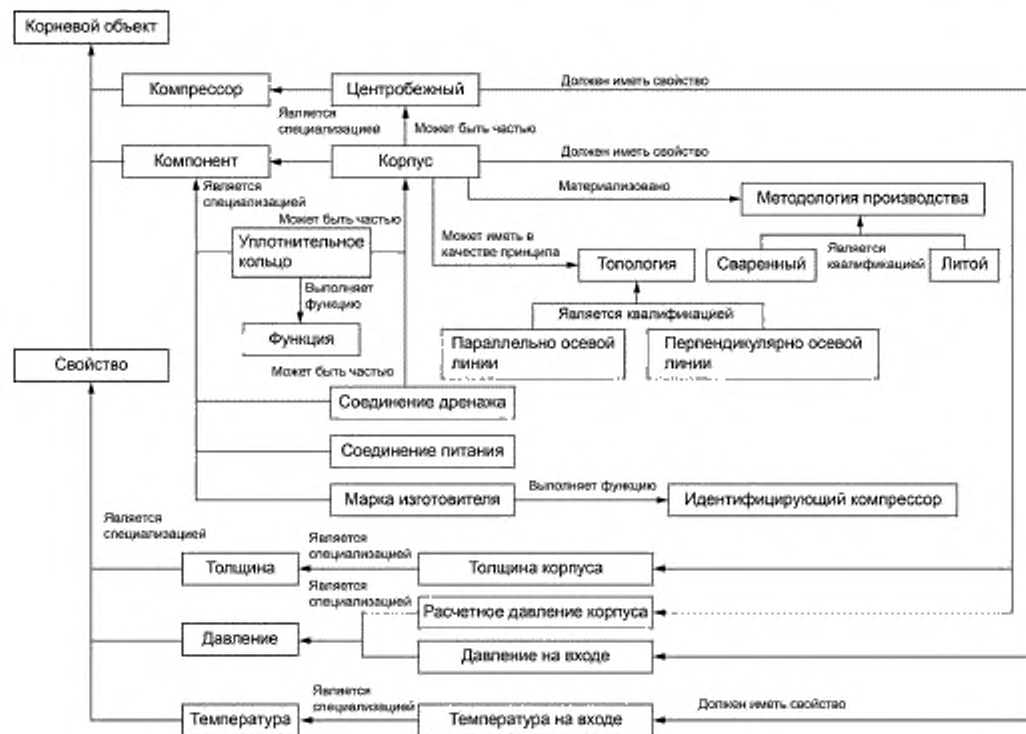 Корневой объект
Компрессор
Центробежный
Должен иметь свойство
Является
специализацией
Может быть частью
Компонент
Корпус
Должен иметь свойство
Является
специализацией
Материализовано
Методология производства
Может быть частью
Уплотнительное
кольцо
Может иметь в
качестве принципа
Топология
Сваренный
Является
квалификацией
Литой
Выполняет
функцию
Функция
Является квалификацией
Параллельно осевой
линии
Перпендикулярно осевой
линии
Свойство
Может быть частью
Соединение дренажа
Соединение питания
Марка изготовителя
Выполняет функцию
Идентифицирующий компрессор
Является
специализацией
Является
специализацией
Толщина
Толщина корпуса
Является
специализацией
Расчетное давление корпуса
Давление
Давление на входе
Является
специализацией
Должен иметь свойство
Температура
Температура на входе